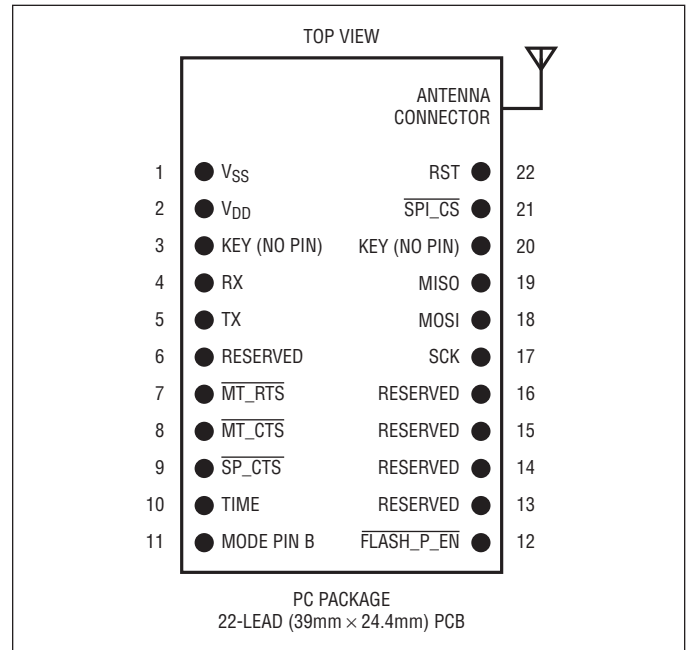 TOP VIEW
ANTENNA
CONNECTOR
1 VSS RST 22
2 VDD SPI_CS 21
3 KEY (NO PIN) KEY (NO PIN) 20
4 RX MISO 19
5 TX MOSI 18
6 RESERVED SCK 17
7 MT_RTS RESERVED 16
8 MT_CTS RESERVED 15
9 SP_CTS RESERVED 14
10 TIME RESERVED 13
11 MODE PIN B FLASH_P_EN 12
PC PACKAGE
22-LEAD (39mm × 24.4mm) PCB